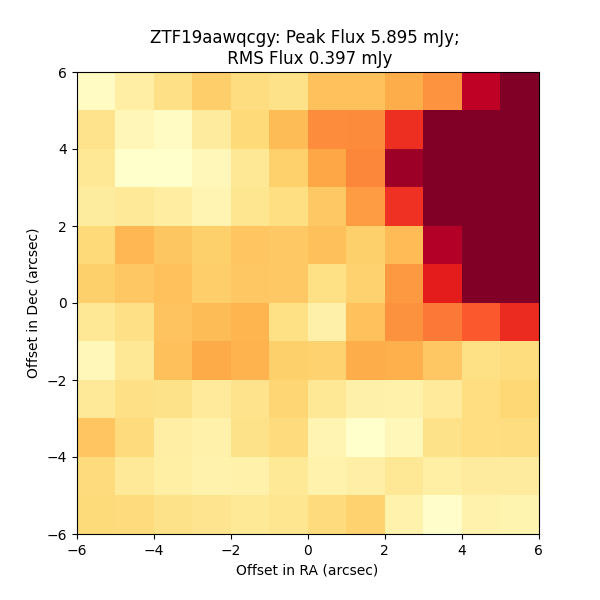 ZTF19aawqcgy: Peak Flux 5.895 mJy;
RMS Flux 0.397 mJy
6
4
2
0
−2
−4
−6
Offset in Dec (arcsec)
−6 −4 −2 0 2 4 6
Offset in RA (arcsec)